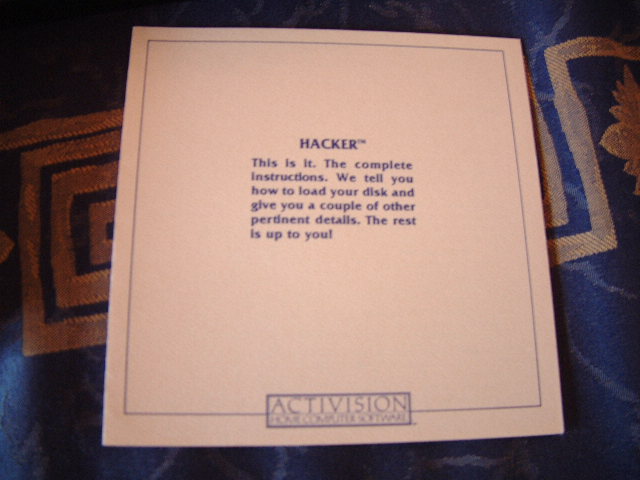 HACKER™
This is it. The complete
instructions. We tell you
how to load your disk and
give you a couple of other
pertinent details. The rest
is up to you!
ACTIVISION
HOME COMPUTER SOFTWARE